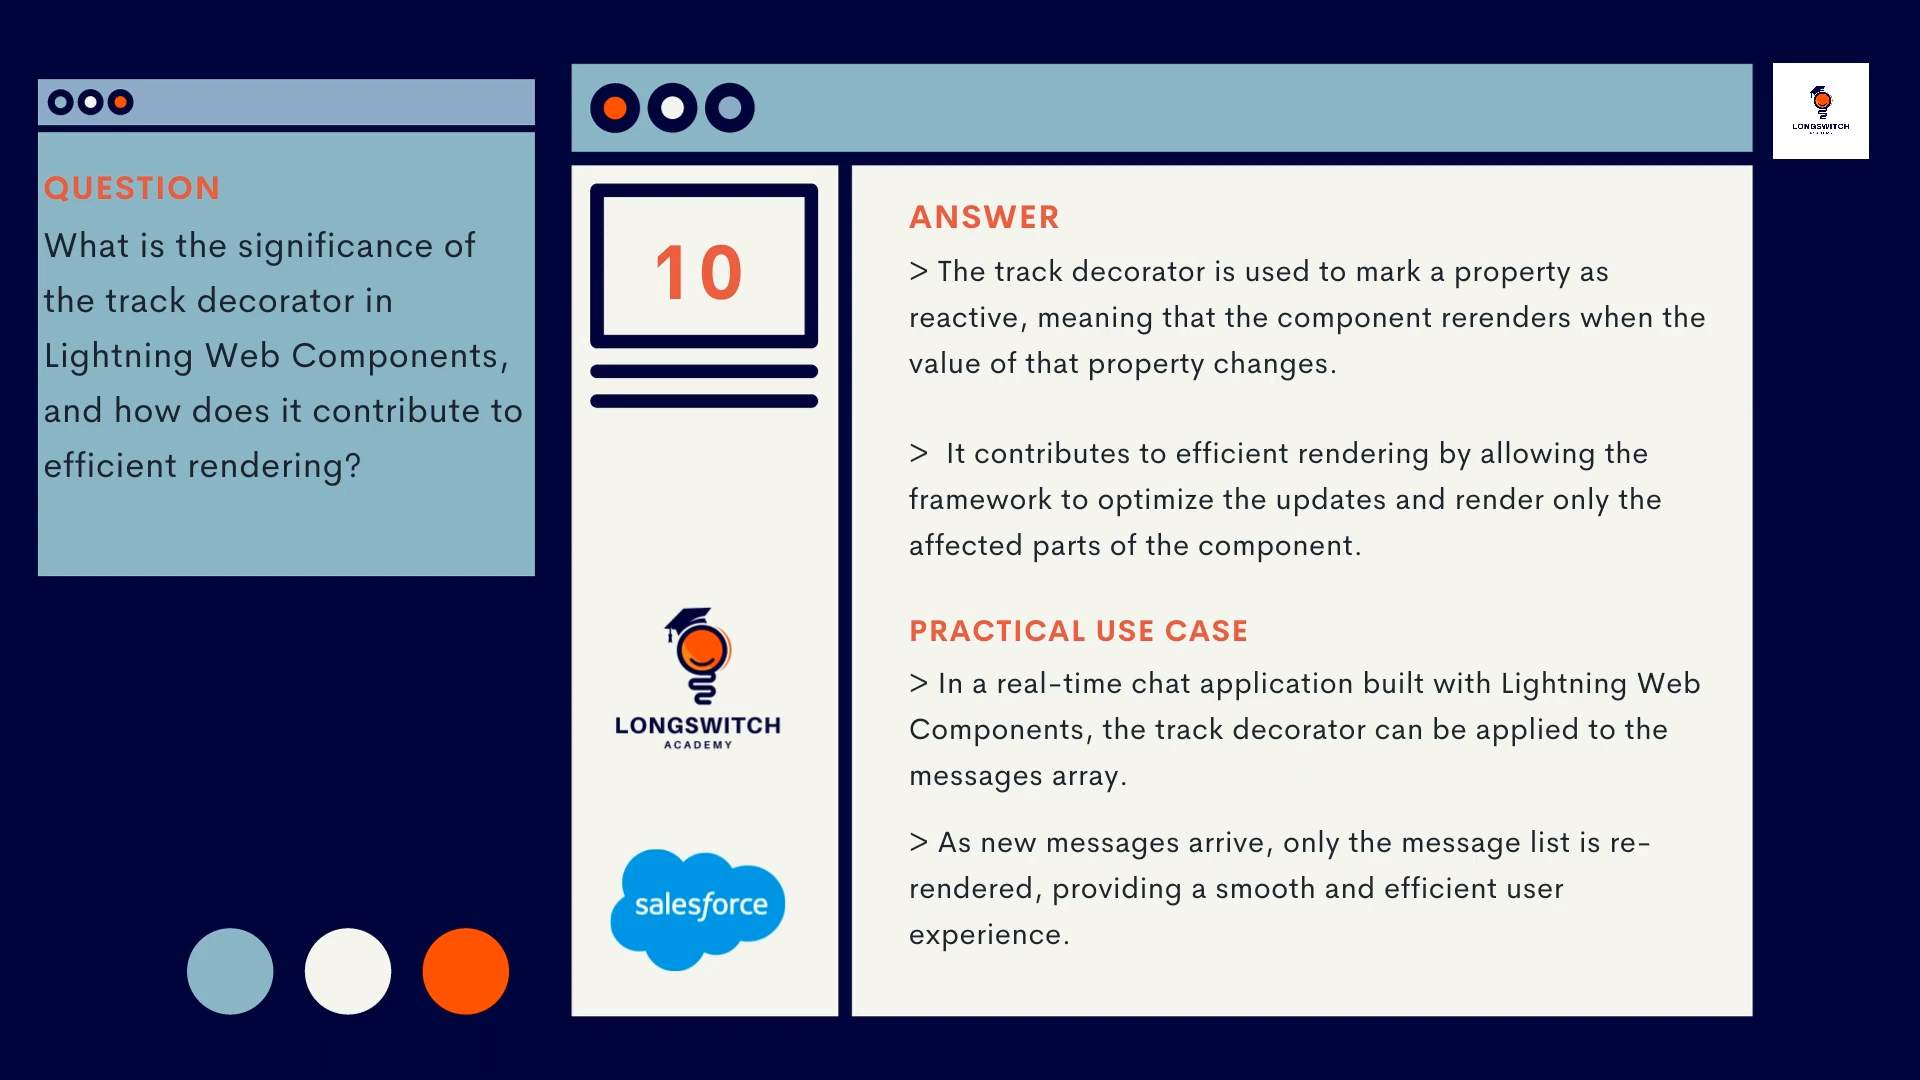 QUESTION
What is the significance of
the track decorator in
Lightning Web Components,
and how does it contribute to
efficient rendering?
10
LONGSWITCH
ACADEMY
salesforce
ANSWER
> The track decorator is used to mark a property as
reactive, meaning that the component rerenders when the
value of that property changes.
>  It contributes to efficient rendering by allowing the
framework to optimize the updates and render only the
affected parts of the component.
PRACTICAL USE CASE
> In a real-time chat application built with Lightning Web
Components, the track decorator can be applied to the
messages array.
> As new messages arrive, only the message list is re-
rendered, providing a smooth and efficient user
experience.
LONGSWITCH